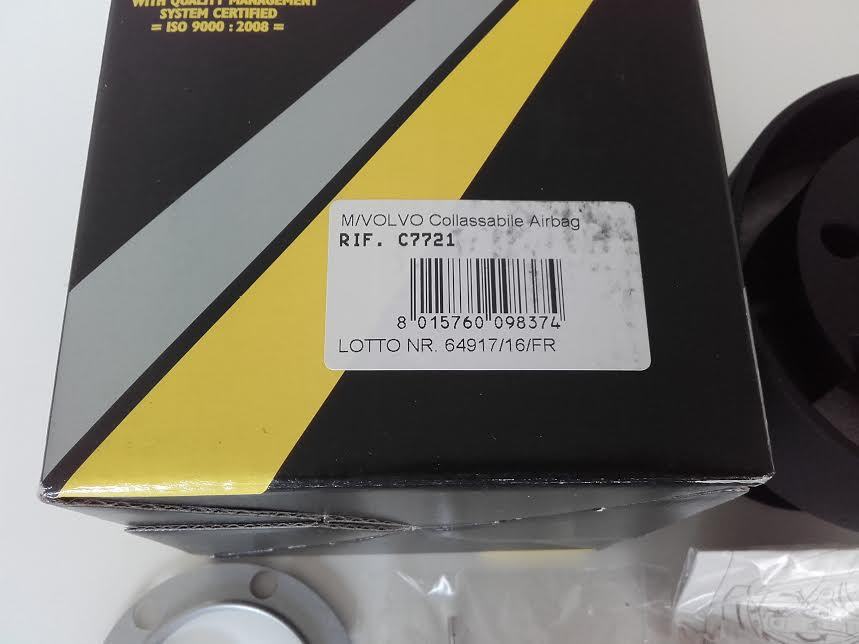 WITH QUALITY MANAGEMENT
SYSTEM CERTIFIED
= ISO 9000 : 2008 =
M/VOLVO Collassabile Airbag
RIF. C7721
8 015760 098374
LOTTO NR. 64917/16/FR